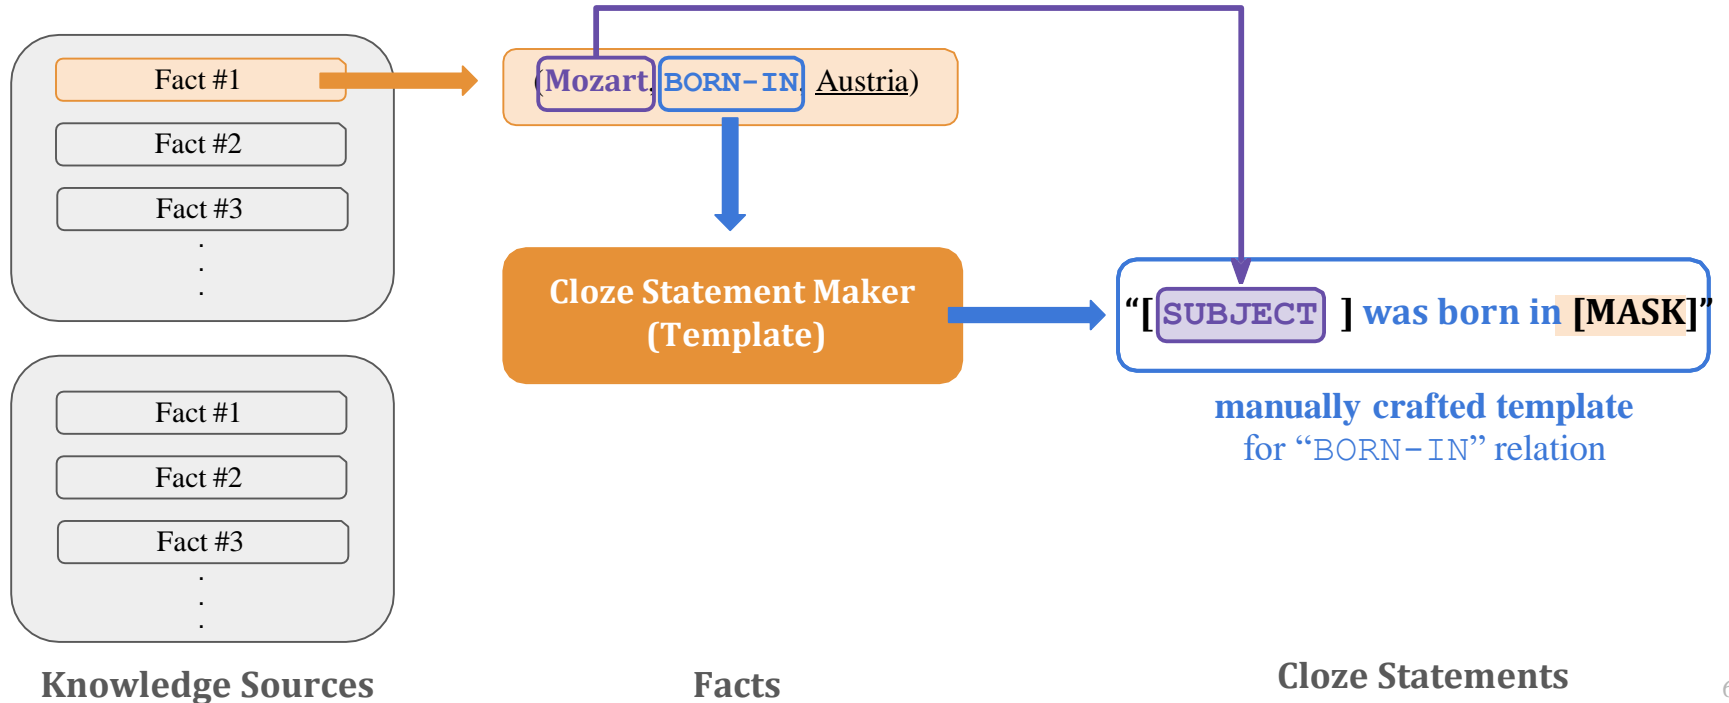 Fact #1
Fact #2
Fact #3
.
.
.
Fact #1
Fact #2
Fact #3
.
.
.
Knowledge Sources
(Mozart, BORN-IN, Austria)
Cloze Statement Maker
(Template)
Facts
“[ SUBJECT ] was born in [MASK]”
manually crafted template
for “BORN-IN” relation
Cloze Statements